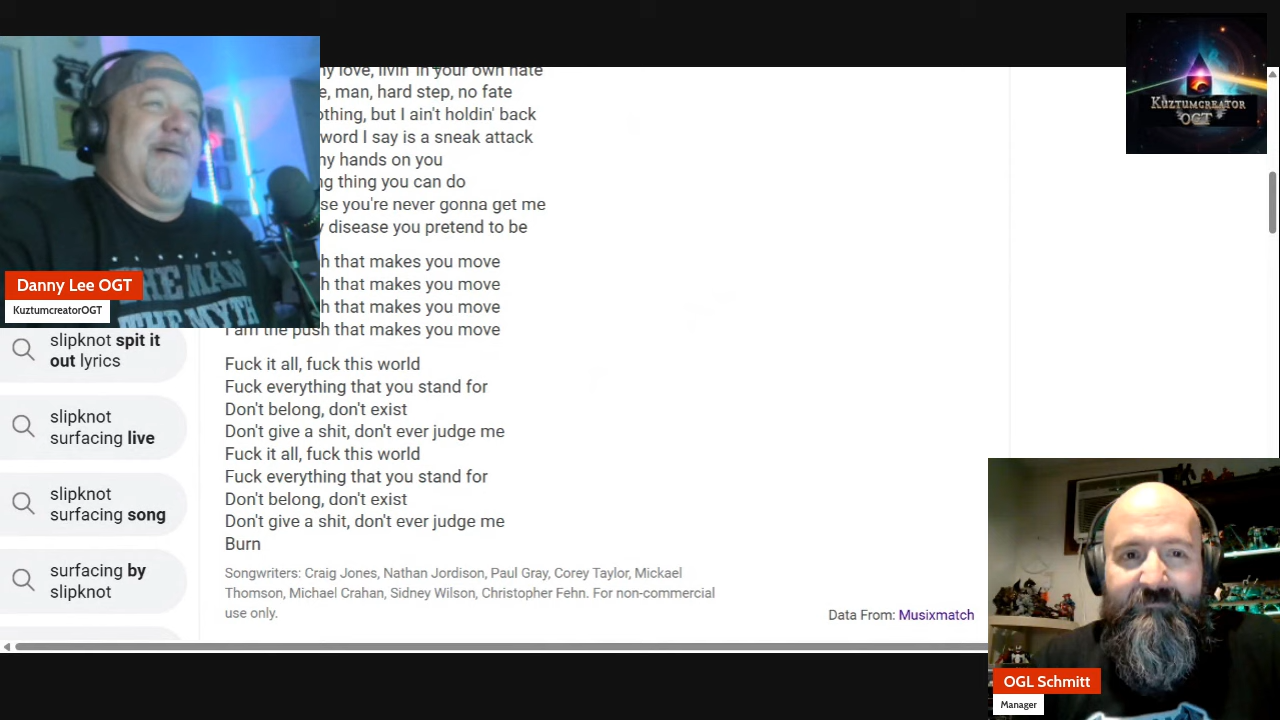 ny love, livin' in your own hate
e, man, hard step, no fate
othing, but I ain't holdin' back
word I say is a sneak attack
ny hands on you
ng thing you can do
se you're never gonna get me
y disease you pretend to be
h that makes you move
h that makes you move
h that makes you move
I am the push that makes you move
Fuck it all, fuck this world
Fuck everything that you stand for
Don't belong, don't exist
Don't give a shit, don't ever judge me
Fuck it all, fuck this world
Fuck everything that you stand for
Don't belong, don't exist
Don't give a shit, don't ever judge me
Burn
Songwriters: Craig Jones, Nathan Jordison, Paul Gray, Corey Taylor, Mickael
Thomson, Michael Crahan, Sidney Wilson, Christopher Fehn. For non-commercial
use only.
Data From: Musixmatch
slipknot spit it
out lyrics
slipknot
surfacing live
slipknot
surfacing song
surfacing by
slipknot
THE MAN
THE MYTH
Danny Lee OGT
KuztumcreatorOGT
KUZTUMCREATOR
OGT
OGL Schmitt
Manager